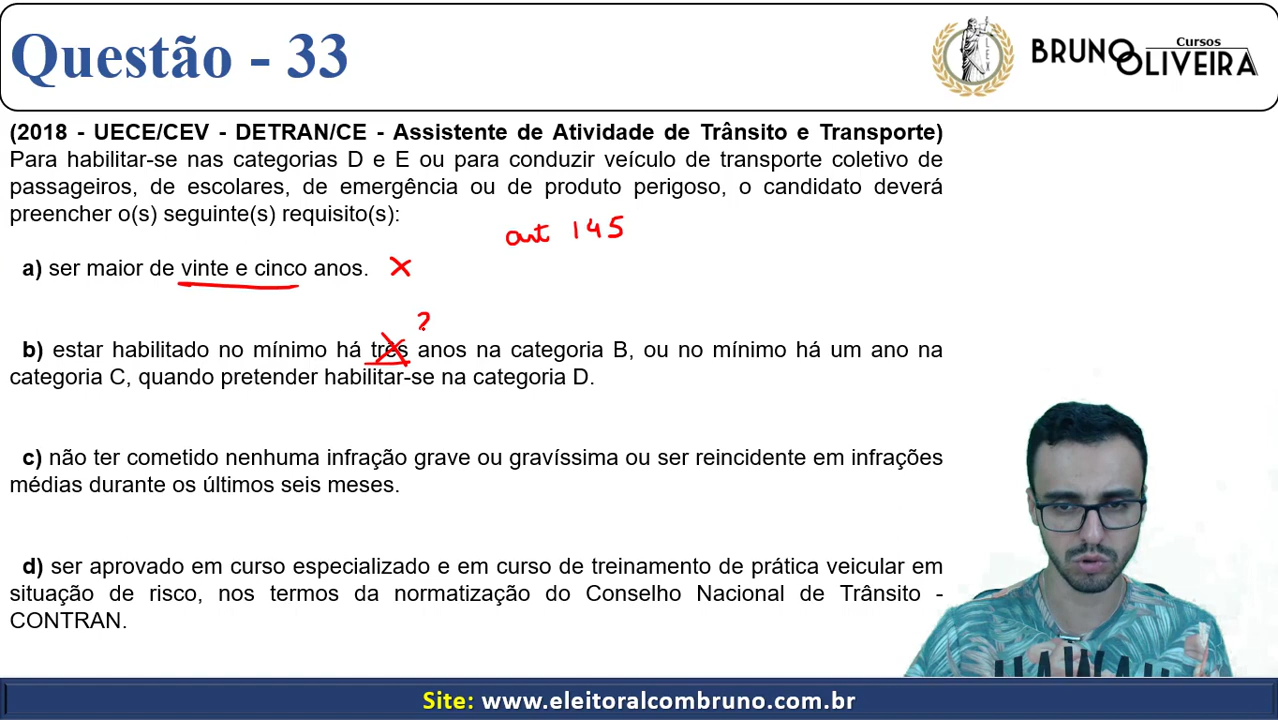 Questão - 33
Cursos
BRUNO
OLIVEIRA
LEX
(2018 - UECE/CEV - DETRAN/CE - Assistente de Atividade de Trânsito e Transporte)
Para habilitar-se nas categorias D e E ou para conduzir veículo de transporte coletivo de
passageiros, de escolares, de emergência ou de produto perigoso, o candidato deverá
preencher o(s) seguinte(s) requisito(s):
art 145
a) ser maior de vinte e cinco anos.
?
b) estar habilitado no mínimo há três anos na categoria B, ou no mínimo há um ano na
categoria C, quando pretender habilitar-se na categoria D.
c) não ter cometido nenhuma infração grave ou gravíssima ou ser reincidente em infrações
médias durante os últimos seis meses.
d) ser aprovado em curso especializado e em curso de treinamento de prática veicular em
situação de risco, nos termos da normatização do Conselho Nacional de Trânsito -
CONTRAN.
HAWAII
Site: www.eleitoralcombruno.com.br